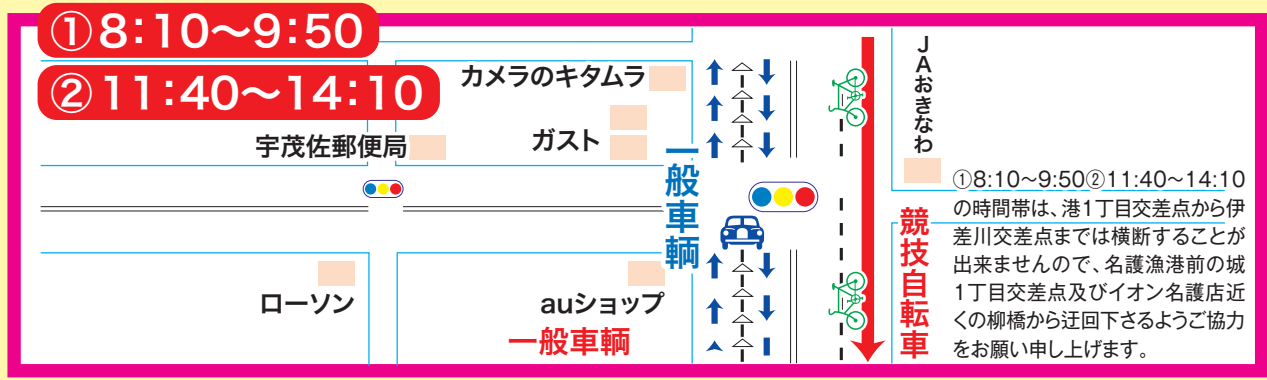 ①8:10〜9:50
②11:40〜14:10
カメラのキタムラ
ガスト
宇茂佐郵便局
ローソン
auショップ
一般車輌
一般車輌
競技自転車
JAおきなわ
①8:10〜9:50②11:40〜14:10
の時間帯は、港1丁目交差点から伊
差川交差点までは横断することが
出来ませんので、名護漁港前の城
1丁目交差点及びイオン名護店近
くの柳橋から迂回下さるようご協力
をお願い申し上げます。